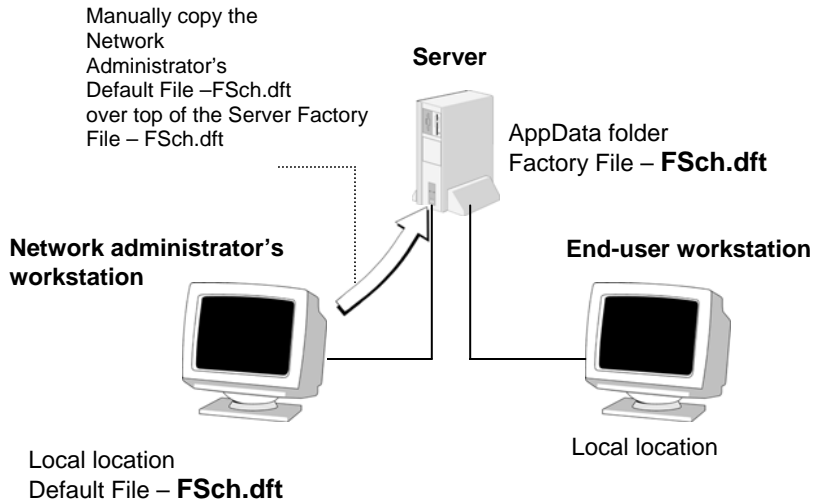 Manually copy the
Network
Administrator's
Default File –FSch.dft
over top of the Server Factory
File – FSch.dft
Server
AppData folder
Factory File – FSch.dft
Network administrator's
workstation
End-user workstation
Local location
Default File – FSch.dft
Local location